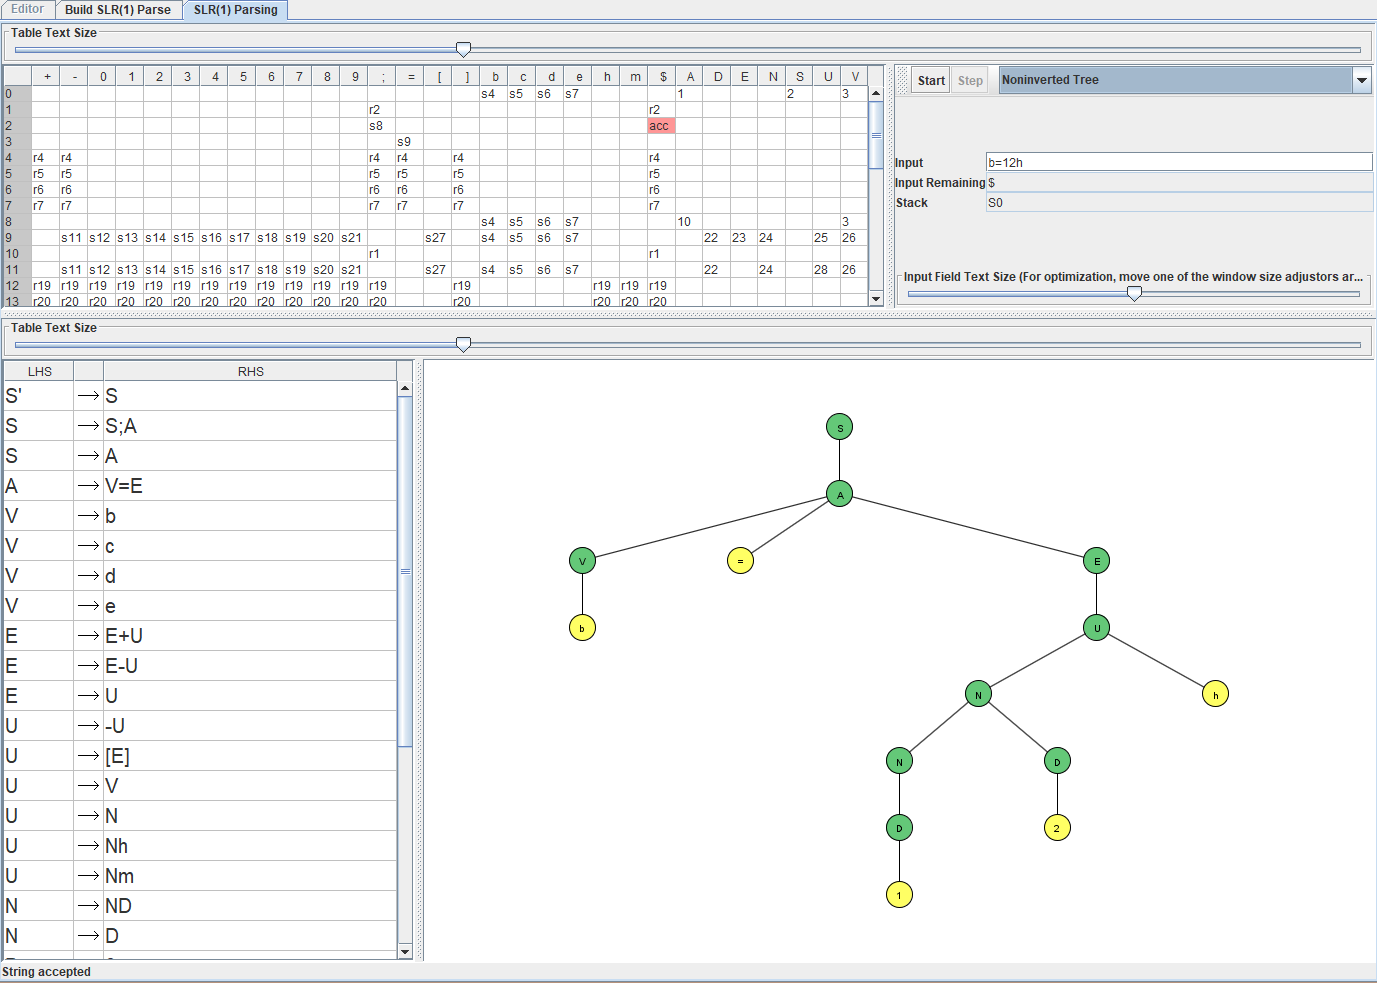 Editor Build SLR(1) Parse SLR(1) Parsing
Table Text Size
+ - 0 1 2 3 4 5 6 7 8 9 ; = [ ] b c d e h m $ A D E N S U V
0 s4 s5 s6 s7 1 2 3
1 r2 r2
2 s8 acc
3 s9
4 r4 r4 r4 r4 r4 r4
5 r5 r5 r5 r5 r5 r5
6 r6 r6 r6 r6 r6 r6
7 r7 r7 r7 r7 r7 r7
8 s4 s5 s6 s7 10 3
9 s11 s12 s13 s14 s15 s16 s17 s18 s19 s20 s21 s27 s4 s5 s6 s7 22 23 24 25 26
10 r1 r1
11 s11 s12 s13 s14 s15 s16 s17 s18 s19 s20 s21 s27 s4 s5 s6 s7 22 24 28 26
12 r19 r19 r19 r19 r19 r19 r19 r19 r19 r19 r19 r19 r19 r19 r19 r19 r19
13 r20 r20 r20 r20 r20 r20 r20 r20 r20 r20 r20 r20 r20 r20 r20 r20 r20
Start Step Noninverted Tree
Input b=12h
Input Remaining $
Stack S0
Input Field Text Size (For optimization, move one of the window size adjustors ar...
Table Text Size
LHS RHS
S' → S
S → S;A
S → A
A → V=E
V → b
V → c
V → d
V → e
E → E+U
E → E-U
E → U
U → -U
U → [E]
U → V
U → N
U → Nh
U → Nm
N → ND
N → D
S
A
V = E
b U
N h
N D
D 2
1
String accepted